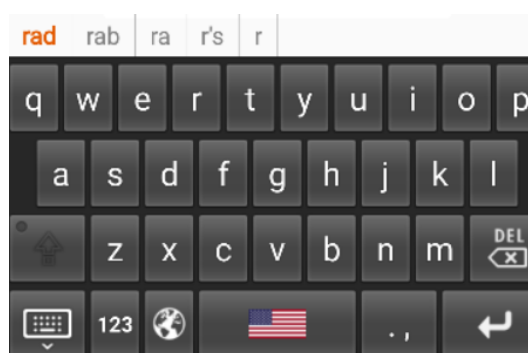 rad rab ra r's r
q w e r t y u i o p
a s d f g h j k l
z x c v b n m DEL
123 . ,